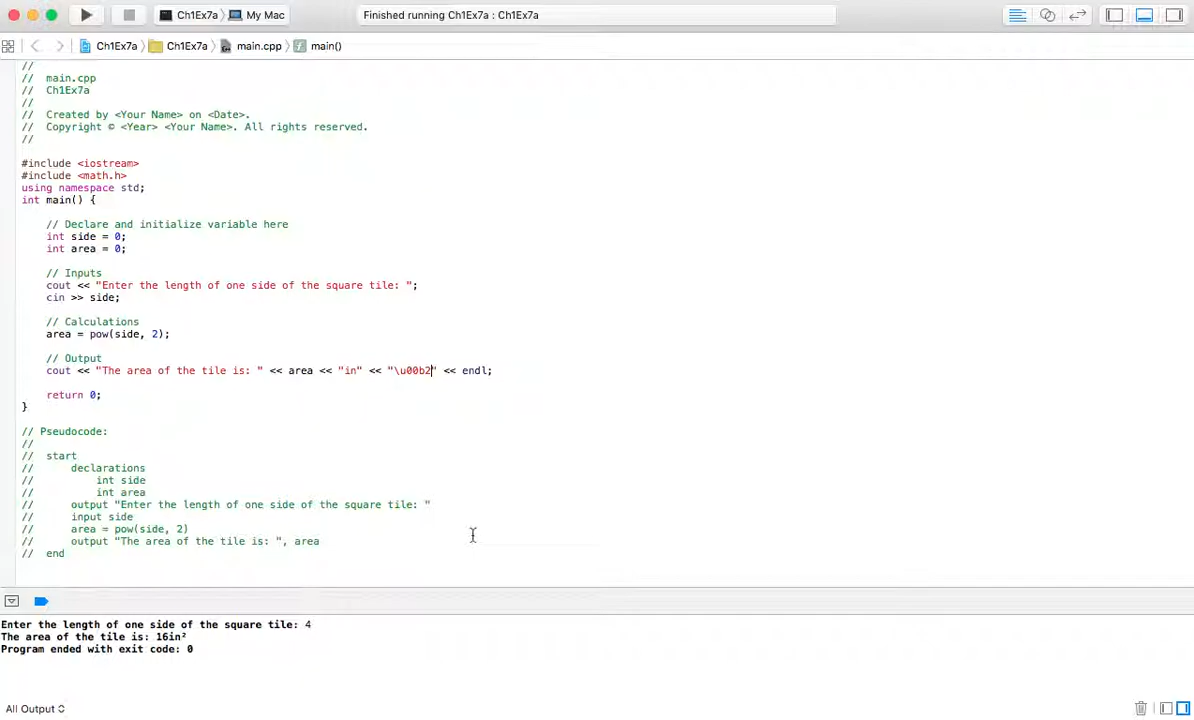 Ch1Ex7a 〉 My Mac
Finished running Ch1Ex7a : Ch1Ex7a
Ch1Ex7a 〉 Ch1Ex7a 〉 main.cpp 〉 main()
//
//  main.cpp
//  Ch1Ex7a
//
//  Created by <Your Name> on <Date>.
//  Copyright © <Year> <Your Name>. All rights reserved.
//
#include <iostream>
#include <math.h>
using namespace std;
int main() {
    // Declare and initialize variable here
    int side = 0;
    int area = 0;
    // Inputs
    cout << "Enter the length of one side of the square tile: ";
    cin >> side;
    // Calculations
    area = pow(side, 2);
    // Output
    cout << "The area of the tile is: " << area << "in" << "\u00b2" << endl;
    return 0;
}
// Pseudocode:
//
//  start
//      declarations
//          int side
//          int area
//      output "Enter the length of one side of the square tile: "
//      input side
//      area = pow(side, 2)
//      output "The area of the tile is: ", area
//  end
Enter the length of one side of the square tile: 4
The area of the tile is: 16in²
Program ended with exit code: 0
All Output